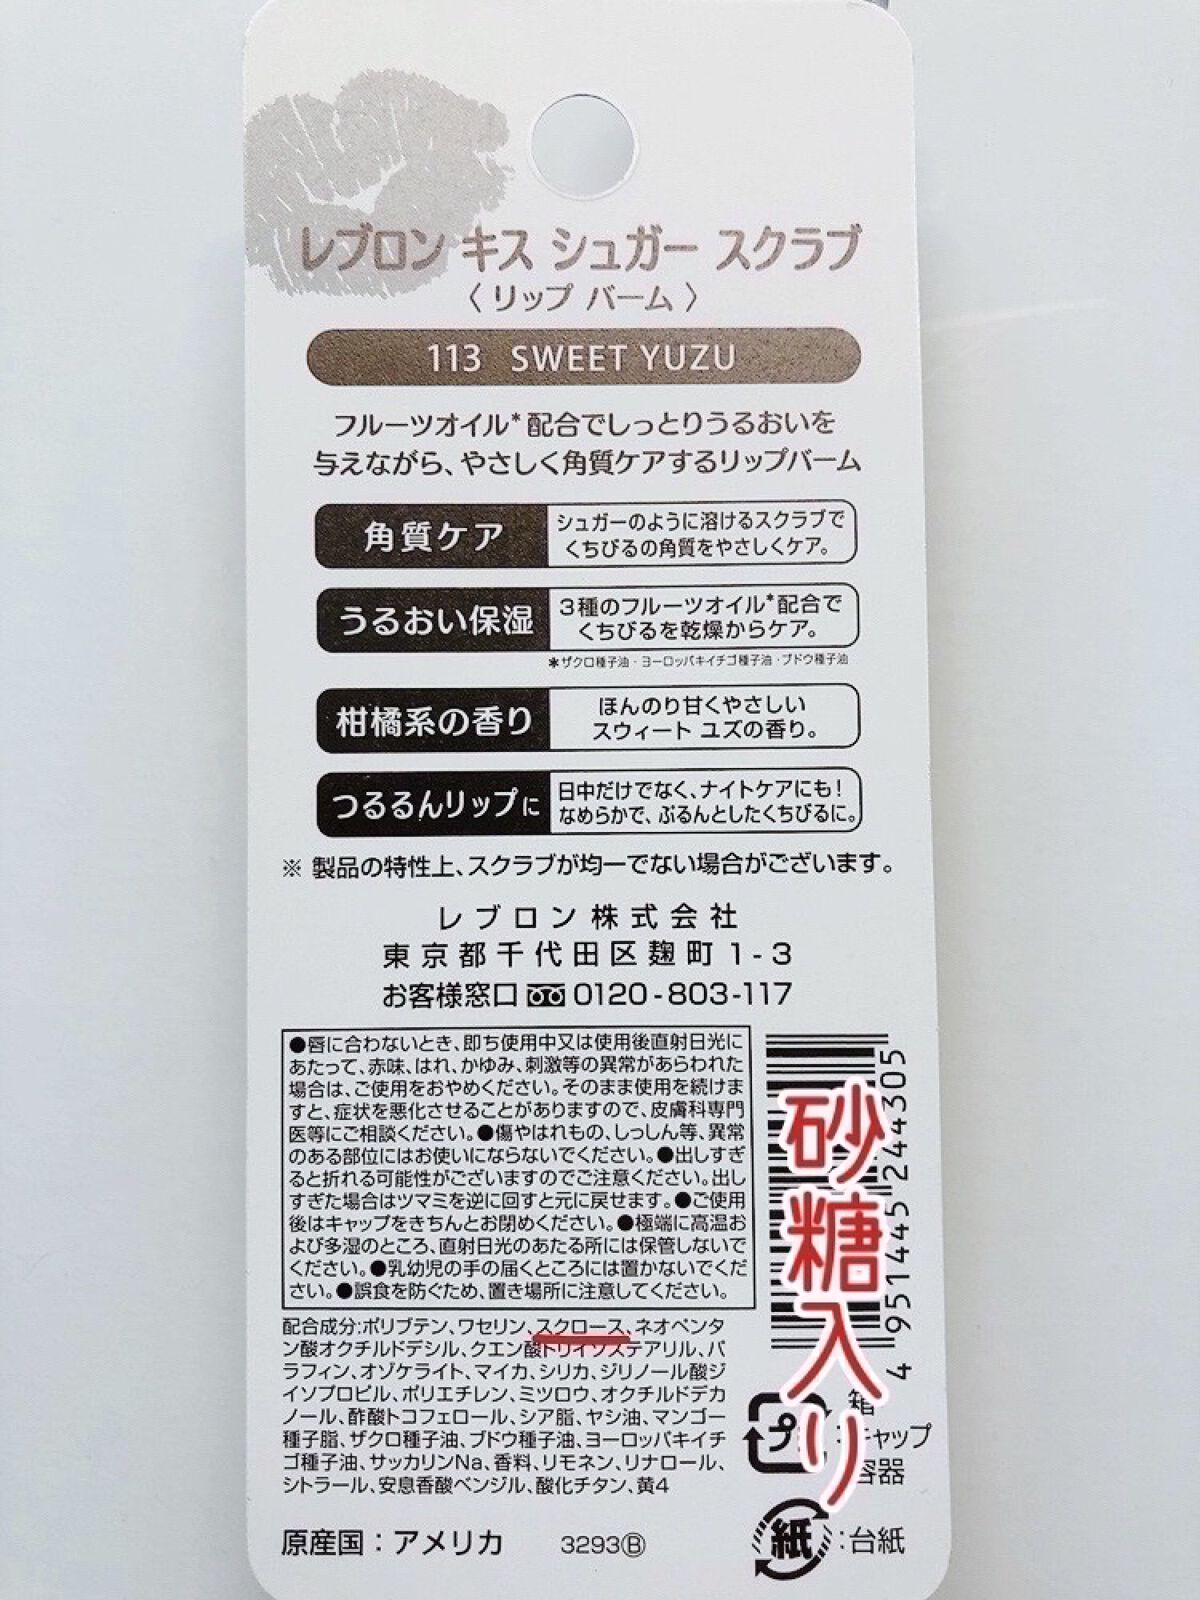 レブロン キス シュガー スクラブ
〈 リップ バーム 〉
113 SWEET YUZU
フルーツオイル*配合でしっとりうるおいを
与えながら、やさしく角質ケアするリップバーム
角質ケア
シュガーのように溶けるスクラブで
くちびるの角質をやさしくケア。
うるおい保湿
3種のフルーツオイル*配合で
くちびるを乾燥からケア。
*ザクロ種子油・ヨーロッパキイチゴ種子油・ブドウ種子油
柑橘系の香り
ほんのり甘くやさしい
スウィート ユズの香り。
つるるんリップに
日中だけでなく、ナイトケアにも!
なめらかで、ぷるんとしたくちびるに。
※ 製品の特性上、スクラブが均一でない場合がございます。
レブロン株式会社
東京都千代田区麹町1-3
お客様窓口 0120-803-117
●唇に合わないとき、即ち使用中又は使用後直射日光に
あたって、赤味、はれ、かゆみ、刺激等の異常があらわれた
場合は、ご使用をおやめください。そのまま使用を続けま
すと、症状を悪化させることがありますので、皮膚科専門
医等にご相談ください。●傷やはれもの、しっしん等、異常
のある部位にはお使いにならないでください。●出しすぎ
ると折れる可能性がございますのでご注意ください。出し
すぎた場合はツマミを逆に回すと元に戻せます。●ご使用
後はキャップをきちんとお閉めください。●極端に高温お
よび多湿のところ、直射日光のあたる所には保管しないで
ください。●乳幼児の手の届くところには置かないでくだ
さい。●誤食を防ぐため、置き場所に注意してください。
配合成分:ポリブテン、ワセリン、スクロース、ネオペンタ
ン酸オクチルドデシル、クエン酸トリイソステアリル、パ
ラフィン、オゾケライト、マイカ、シリカ、ジリノール酸ジ
イソプロピル、ポリエチレン、ミツロウ、オクチルドデカ
ノール、酢酸トコフェロール、シア脂、ヤシ油、マンゴー
種子脂、ザクロ種子油、ブドウ種子油、ヨーロッパキイチ
ゴ種子油、サッカリンNa、香料、リモネン、リナロール、
シトラール、安息香酸ベンジル、酸化チタン、黄4
原産国:アメリカ 3293Ⓑ
4 951445 244305
砂糖入り
プ
箱
キャップ
容器
紙 :台紙